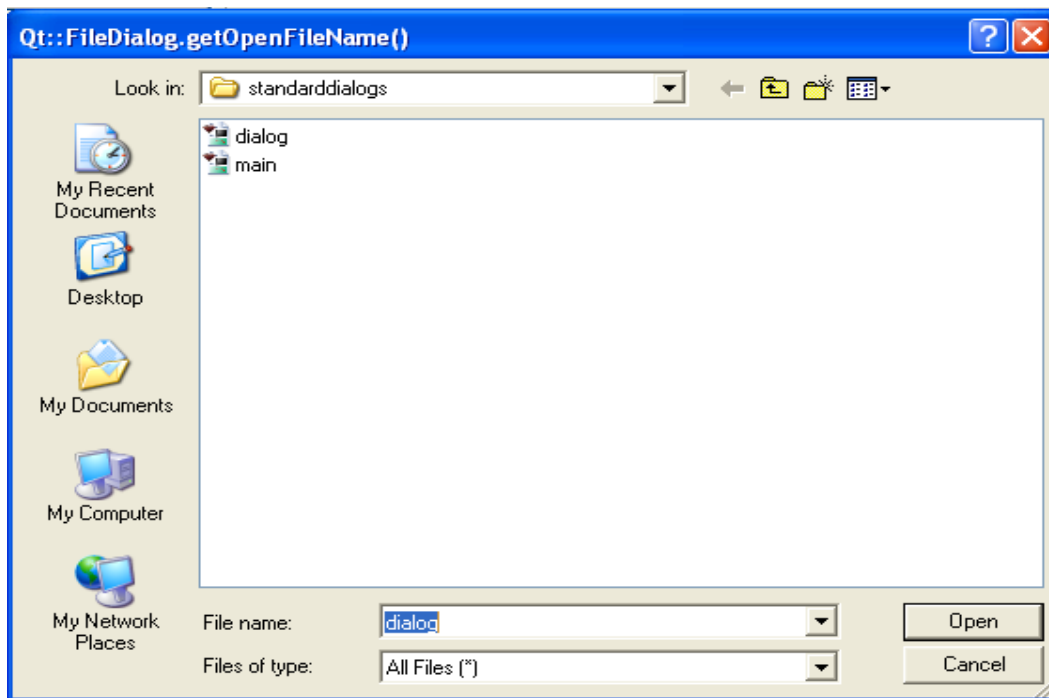 Qt::FileDialog.getOpenFileName()
Look in:
standarddialogs
dialog
main
My Recent
Documents
Desktop
My Documents
My Computer
My Network
Places
File name:
dialog
Open
Files of type:
All Files (*)
Cancel